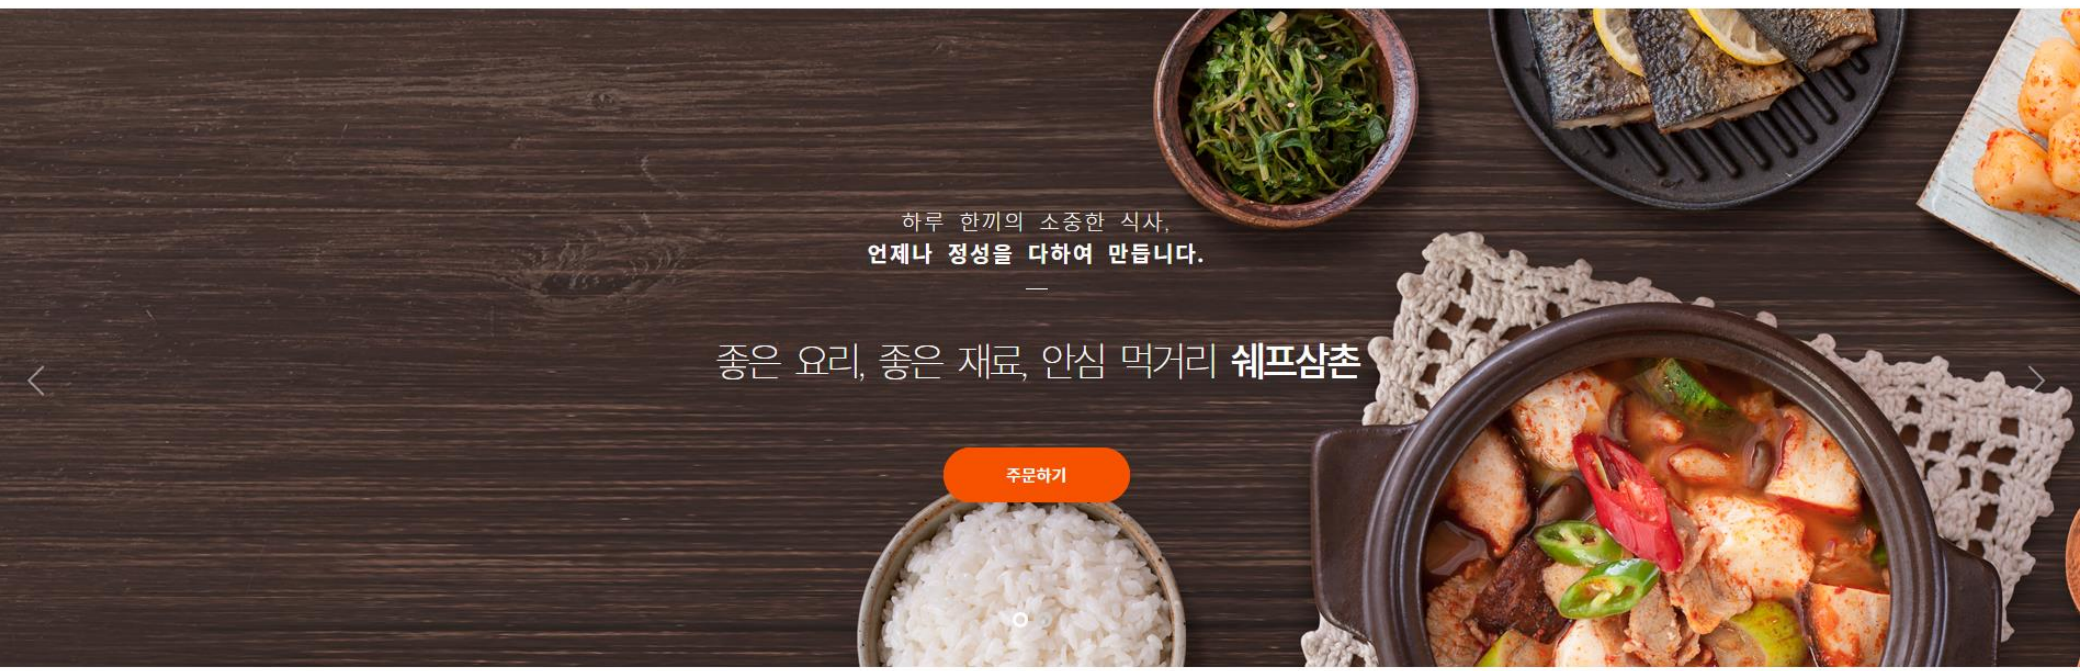 하루 한끼의 소중한 식사,
언제나 정성을 다하여 만듭니다.
좋은 요리, 좋은 재료, 안심 먹거리 쉐프삼촌
주문하기